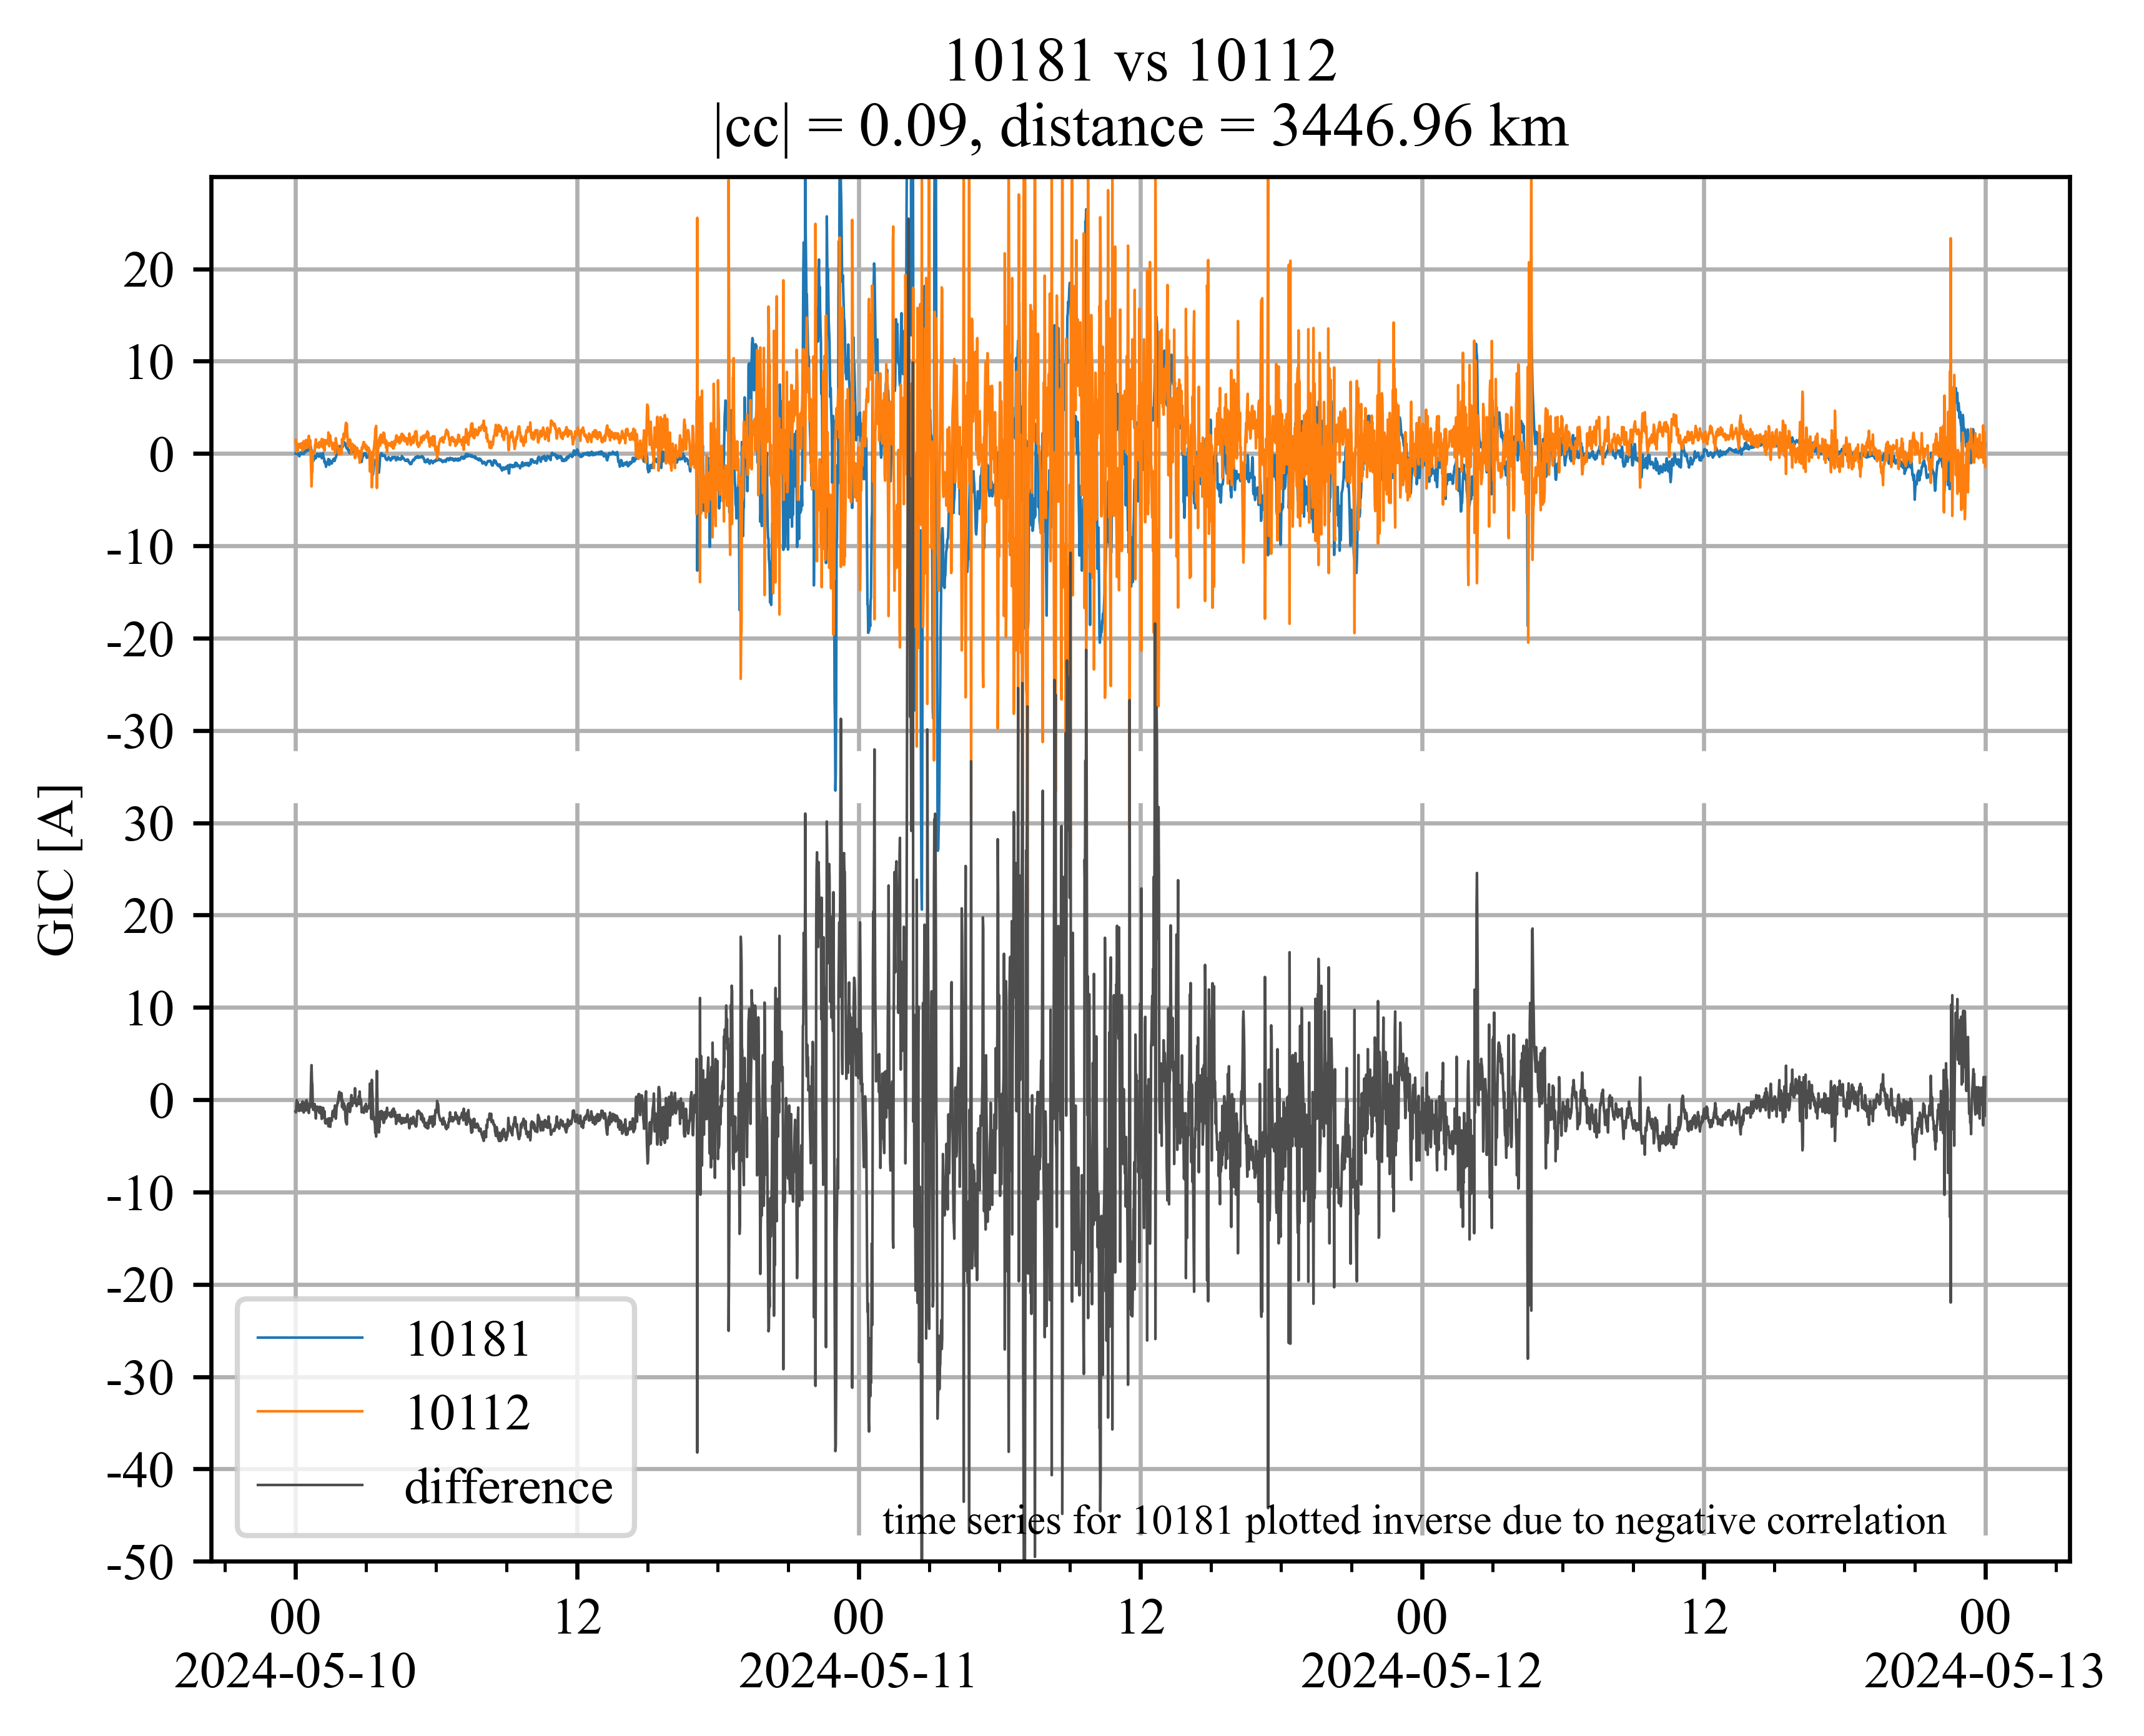 10181 vs 10112
|cc| = 0.09, distance = 3446.96 km
GIC [A]
20
10
0
-10
-20
-30
30
20
10
0
-10
-20
-30
-40
-50
10181
10112
difference
time series for 10181 plotted inverse due to negative correlation
00 12 00 12 00 12 00
2024-05-10 2024-05-11 2024-05-12 2024-05-13